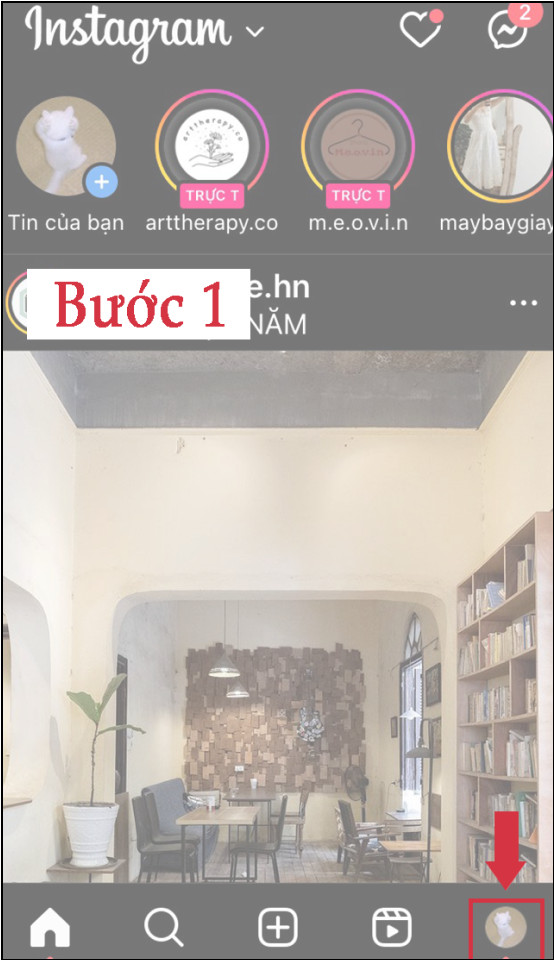 Instagram
2
arttherapy.co
M.e.o.v.i.n
TRỰC T
TRỰC T
Tin của bạn
arttherapy.co
m.e.o.v.i.n
maybaygiay
Bước 1
e.hn
NĂM